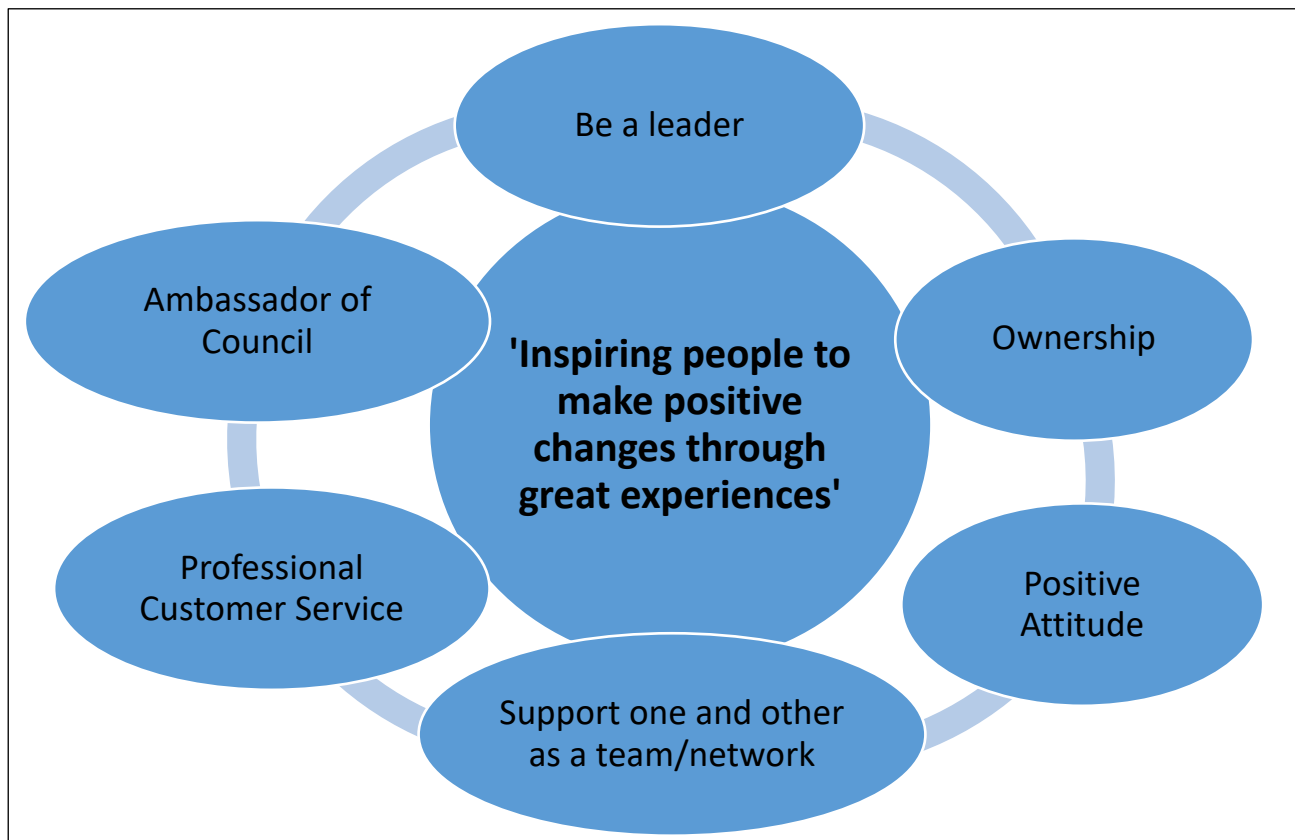 Be a leader
Ambassador of
Council
Ownership
'Inspiring people to
make positive
changes through
great experiences'
Professional
Customer Service
Positive
Attitude
Support one and other
as a team/network